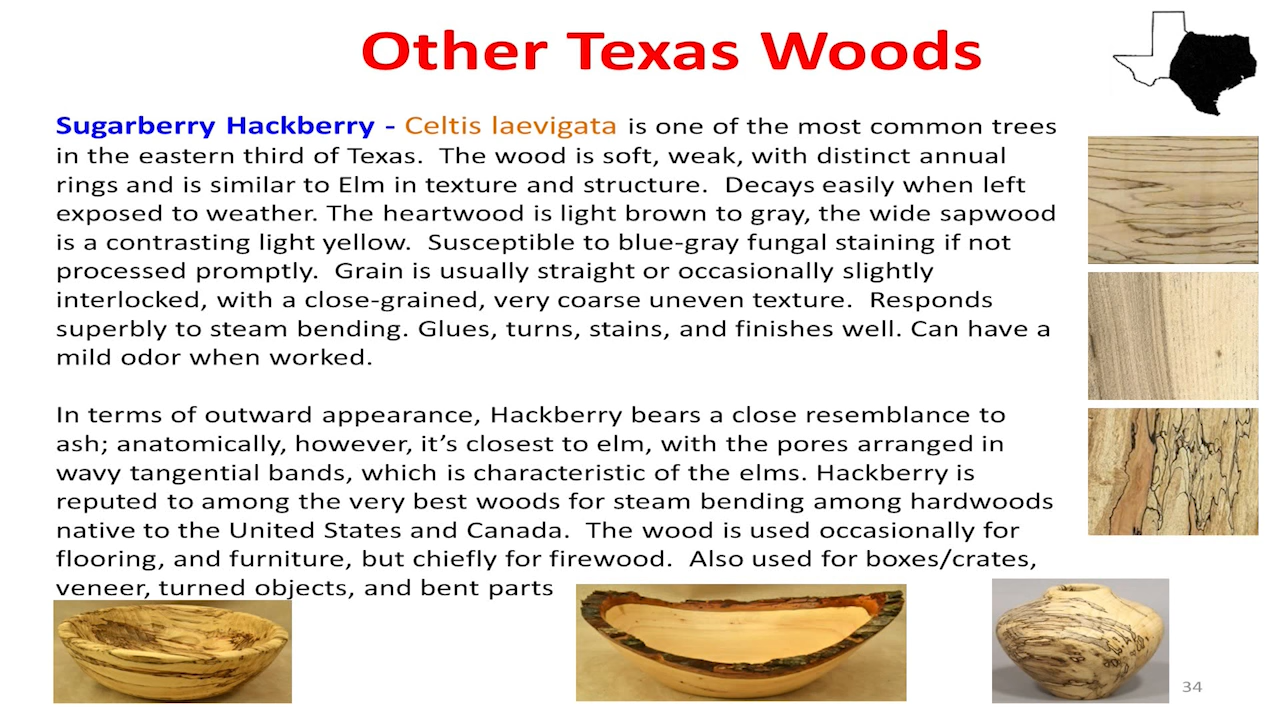 Other Texas Woods
Sugarberry Hackberry - Celtis laevigata is one of the most common trees
in the eastern third of Texas.  The wood is soft, weak, with distinct annual
rings and is similar to Elm in texture and structure.  Decays easily when left
exposed to weather. The heartwood is light brown to gray, the wide sapwood
is a contrasting light yellow.  Susceptible to blue-gray fungal staining if not
processed promptly.  Grain is usually straight or occasionally slightly
interlocked, with a close-grained, very coarse uneven texture.  Responds
superbly to steam bending. Glues, turns, stains, and finishes well. Can have a
mild odor when worked.
In terms of outward appearance, Hackberry bears a close resemblance to
ash; anatomically, however, it’s closest to elm, with the pores arranged in
wavy tangential bands, which is characteristic of the elms. Hackberry is
reputed to among the very best woods for steam bending among hardwoods
native to the United States and Canada.  The wood is used occasionally for
flooring, and furniture, but chiefly for firewood.  Also used for boxes/crates,
veneer, turned objects, and bent parts
34